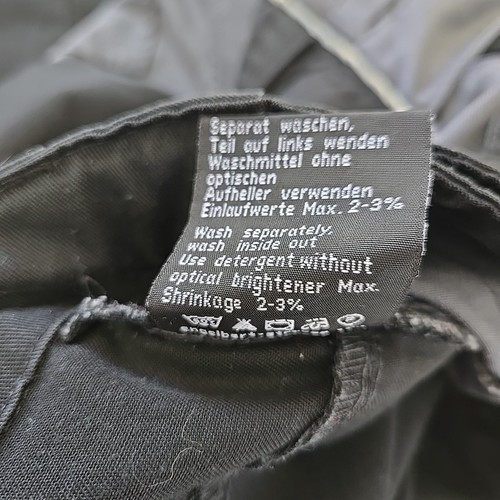 Separat waschen,
Teil auf links wenden
Waschmittel ohne
optischen
Aufheller verwenden
Einlaufwerte Max. 2-3%
Wash separately.
wash inside out
Use detergent without
optical brightener Max.
Shrinkage 2-3%